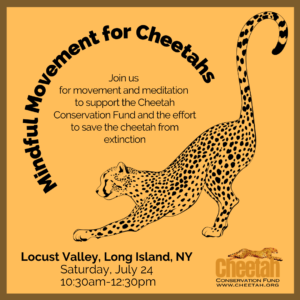 Mindful Movement for Cheetahs
Join us
for movement and meditation
to support the Cheetah
Conservation Fund and the effort
to save the cheetah from
extinction
Locust Valley, Long Island, NY
Saturday, July 24
10:30am-12:30pm
Cheetah
CONSERVATION FUND
WWW.CHEETAH.ORG